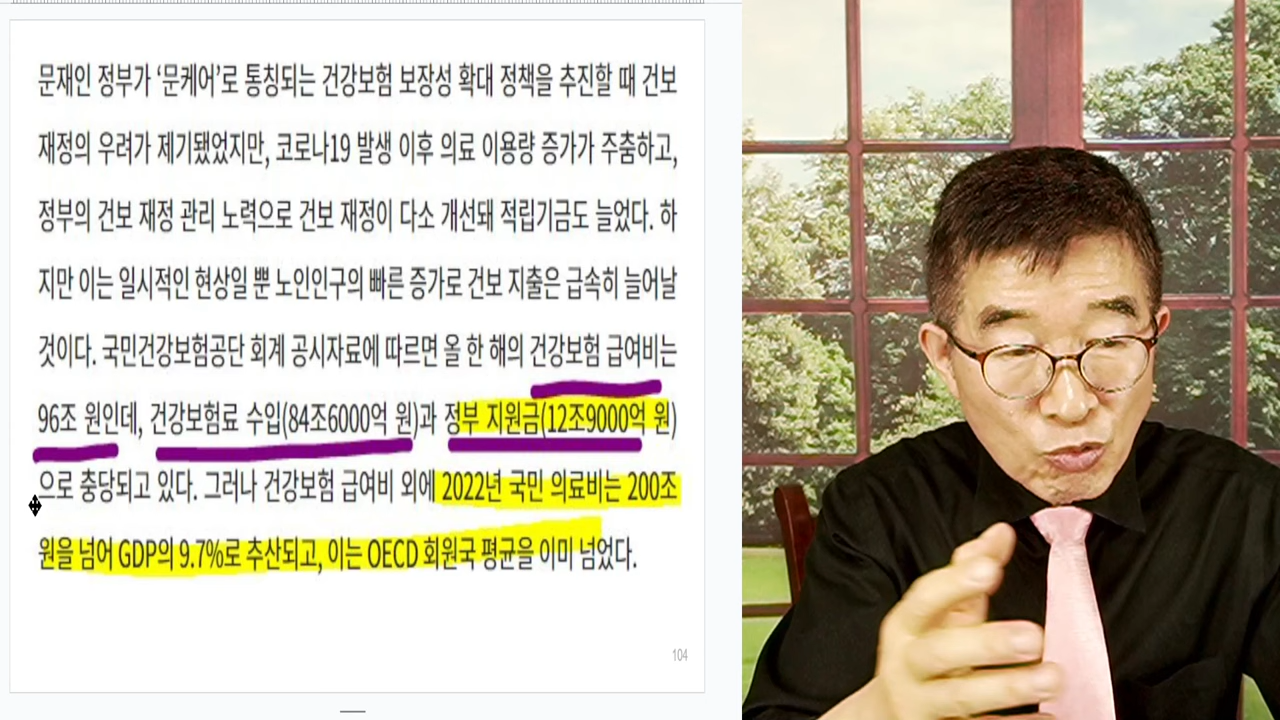 문재인 정부가 ‘문케어’로 통칭되는 건강보험 보장성 확대 정책을 추진할 때 건보
재정의 우려가 제기됐었지만, 코로나19 발생 이후 의료 이용량 증가가 주춤하고,
정부의 건보 재정 관리 노력으로 건보 재정이 다소 개선돼 적립기금도 늘었다. 하
지만 이는 일시적인 현상일 뿐 노인인구의 빠른 증가로 건보 지출은 급속히 늘어날
것이다. 국민건강보험공단 회계 공시자료에 따르면 올 한 해의 건강보험 급여비는
96조 원인데, 건강보험료 수입(84조6000억 원)과 정부 지원금(12조9000억 원)
으로 충당되고 있다. 그러나 건강보험 급여비 외에 2022년 국민 의료비는 200조
원을 넘어 GDP의 9.7%로 추산되고, 이는 OECD 회원국 평균을 이미 넘었다.
104